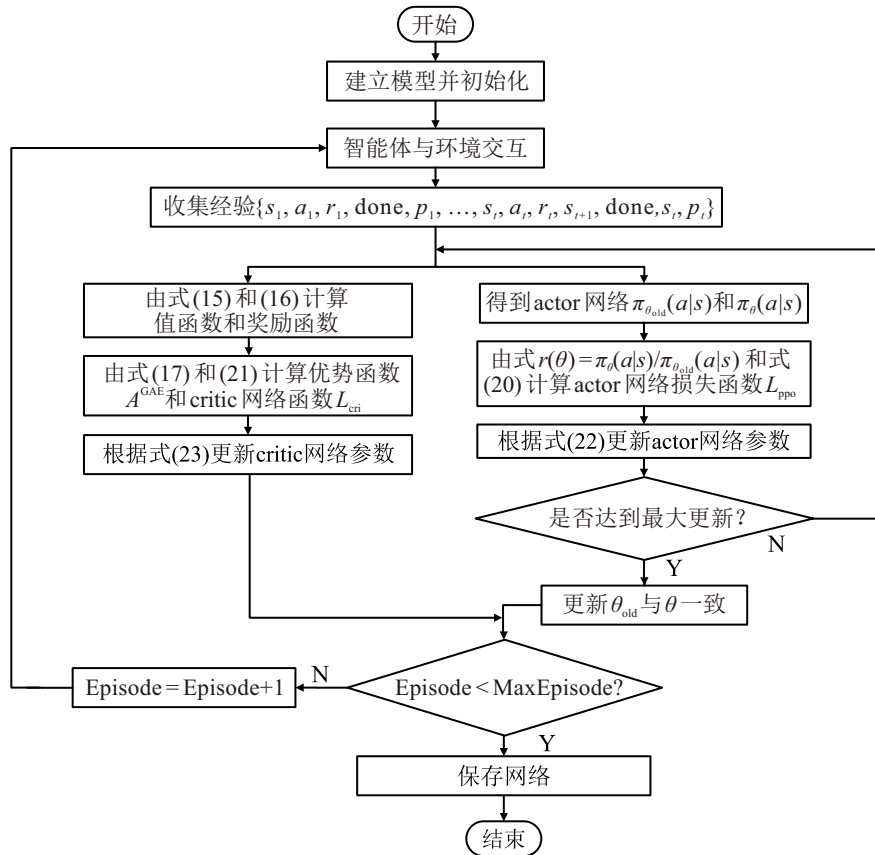 开始
建立模型并初始化
智能体与环境交互
收集经验{s₁, a₁, r₁, done, p₁, …, sₜ, aₜ, rₜ, sₜ₊₁, done, sₜ, pₜ}
由式(15)和(16)计算
值函数和奖励函数
由式(17)和(21)计算优势函数
A^GAE和critic网络函数L_cri
根据式(23)更新critic网络参数
得到actor网络π_θ_old(a|s)和π_θ(a|s)
由式r(θ)=π_θ(a|s)/π_θ_old(a|s)和式
(20)计算actor网络损失函数L_ppo
根据式(22)更新actor网络参数
是否达到最大更新?
N
Y
更新θ_old与θ一致
Episode<MaxEpisode?
N
Episode=Episode+1
Y
保存网络
结束